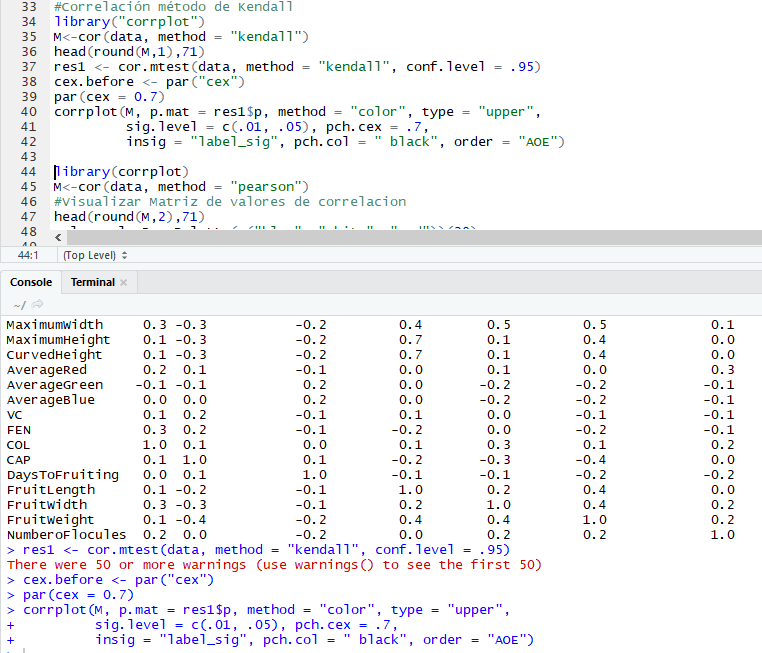 33 #Correlación método de Kendall
34 library("corrplot")
35 M<-cor(data, method = "kendall")
36 head(round(M,1),71)
37 res1 <- cor.mtest(data, method = "kendall", conf.level = .95)
38 cex.before <- par("cex")
39 par(cex = 0.7)
40 corrplot(M, p.mat = res1$p, method = "color", type = "upper",
41 sig.level = c(.01, .05), pch.cex = .7,
42 insig = "label_sig", pch.col = " black", order = "AOE")
43
44 library(corrplot)
45 M<-cor(data, method = "pearson")
46 #Visualizar Matriz de valores de correlacion
47 head(round(M,2),71)
48
44:1 (Top Level)
Console Terminal
~/
MaximumWidth 0.3 -0.3 -0.2 0.4 0.5 0.5 0.1
MaximumHeight 0.1 -0.3 -0.2 0.7 0.1 0.4 0.0
CurvedHeight 0.1 -0.3 -0.2 0.7 0.1 0.4 0.0
AverageRed 0.2 0.1 -0.1 0.0 0.1 0.0 0.3
AverageGreen -0.1 -0.1 0.2 0.0 -0.2 -0.2 -0.1
AverageBlue 0.0 0.0 0.2 0.0 -0.2 -0.2 -0.1
VC 0.1 0.2 -0.1 0.1 0.0 -0.1 -0.1
FEN 0.3 0.2 -0.1 -0.2 0.0 -0.2 -0.1
COL 1.0 0.1 0.0 0.1 0.3 0.1 0.2
CAP 0.1 1.0 0.1 -0.2 -0.3 -0.4 0.0
DaysToFruiting 0.0 0.1 1.0 -0.1 -0.1 -0.2 -0.2
FruitLength 0.1 -0.2 -0.1 1.0 0.2 0.4 0.0
FruitWidth 0.3 -0.3 -0.1 0.2 1.0 0.4 0.2
FruitWeight 0.1 -0.4 -0.2 0.4 0.4 1.0 0.2
NumberoFlocules 0.2 0.0 -0.2 0.0 0.2 0.2 1.0
> res1 <- cor.mtest(data, method = "kendall", conf.level = .95)
There were 50 or more warnings (use warnings() to see the first 50)
> cex.before <- par("cex")
> par(cex = 0.7)
> corrplot(M, p.mat = res1$p, method = "color", type = "upper",
+ sig.level = c(.01, .05), pch.cex = .7,
+ insig = "label_sig", pch.col = " black", order = "AOE")
>